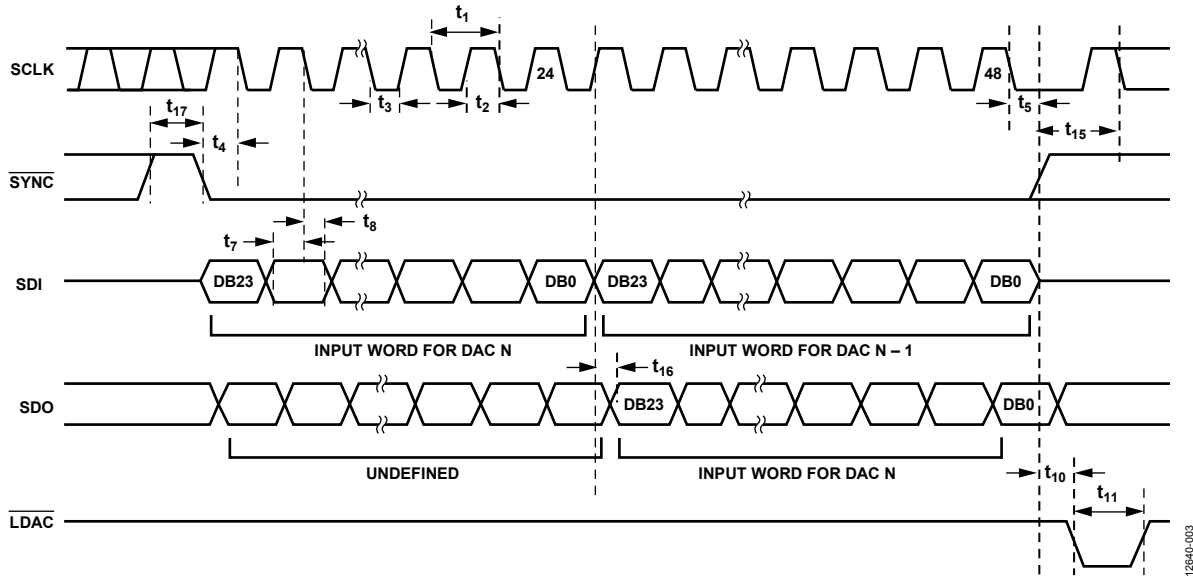 t1
SCLK
24
48
t3
t2
t5
t17
t4
t15
SYNC
t8
t7
SDI
DB23
DB0
DB23
DB0
INPUT WORD FOR DAC N
INPUT WORD FOR DAC N – 1
t16
SDO
DB23
DB0
UNDEFINED
INPUT WORD FOR DAC N
t10
t11
LDAC
12640-003